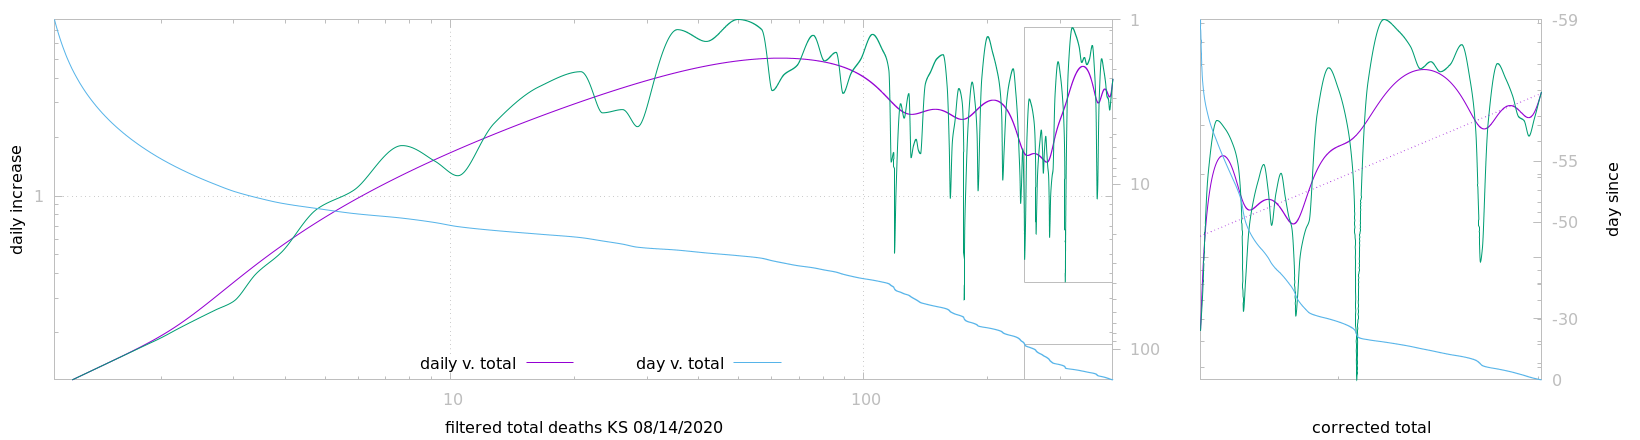 daily increase
1
10
100
1
10
100
daily v. total
day v. total
filtered total deaths KS 08/14/2020
-59
-55
-50
-30
0
day since
corrected total